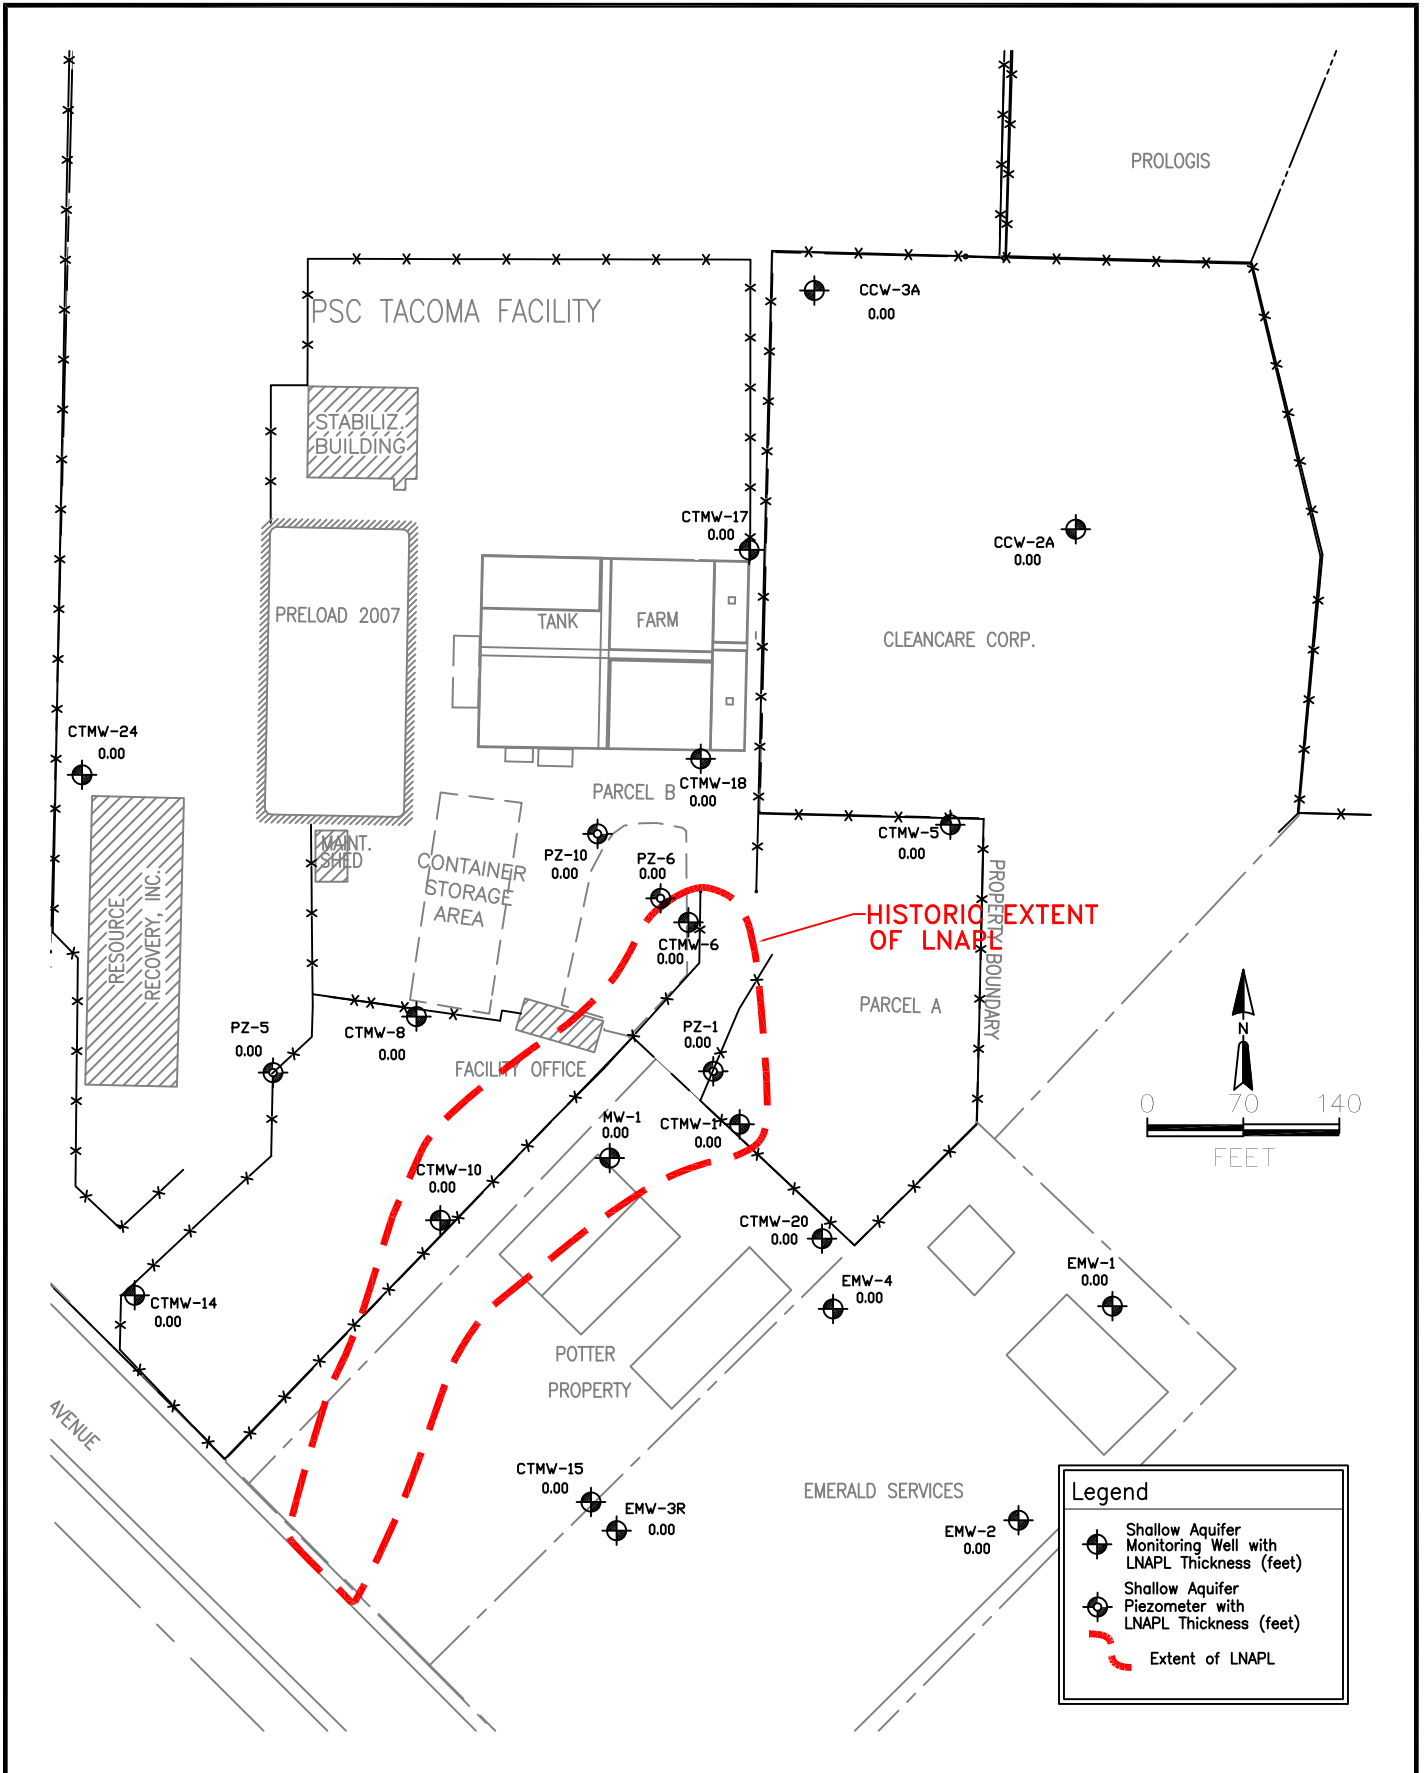 PROLOGIS
CCW-3A
0.00
PSC TACOMA FACILITY
STABILIZ.
BUILDING
CTMW-17
0.00
CCW-2A
0.00
PRELOAD 2007
TANK
FARM
CLEANCARE CORP.
CTMW-24
0.00
CTMW-18
0.00
PARCEL B
CTMW-5
0.00
MAINT.
SHED
PZ-10
0.00
PZ-6
0.00
CONTAINER
STORAGE
AREA
RESOURCE
RECOVERY, INC.
HISTORIC EXTENT
OF LNAPL
PROPERTY BOUNDARY
CTMW-6
0.00
PARCEL A
N
CTMW-8
0.00
PZ-5
0.00
PZ-1
0.00
FACILITY OFFICE
0 70 140
FEET
MW-1
0.00
CTMW-1
0.00
CTMW-10
0.00
CTMW-20
0.00
EMW-1
0.00
EMW-4
0.00
CTMW-14
0.00
POTTER
PROPERTY
AVENUE
CTMW-15
0.00
EMW-3R
0.00
EMERALD SERVICES
EMW-2
0.00
Legend
Shallow Aquifer
Monitoring Well with
LNAPL Thickness (feet)
Shallow Aquifer
Piezometer with
LNAPL Thickness (feet)
Extent of LNAPL